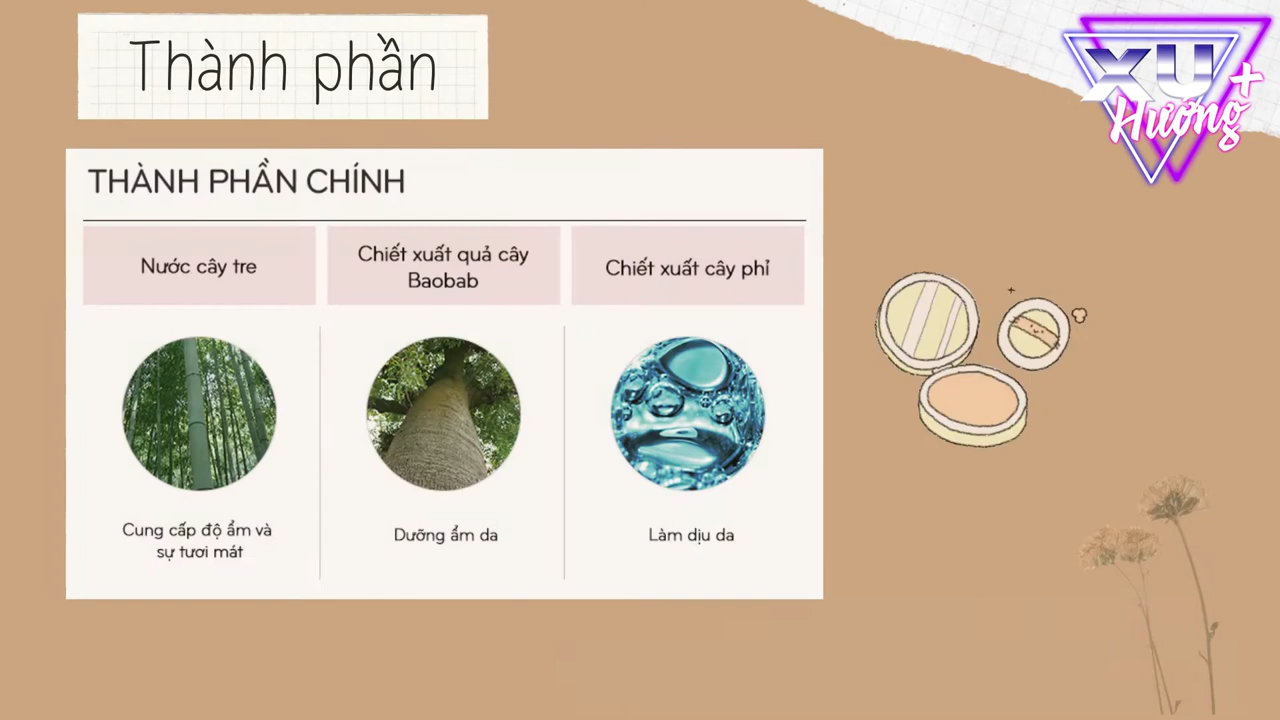 Thành phần
XU+
Hướng
THÀNH PHẦN CHÍNH
Nước cây tre
Chiết xuất quả cây
Baobab
Chiết xuất cây phỉ
Cung cấp độ ẩm và
sự tươi mát
Dưỡng ẩm da
Làm dịu da